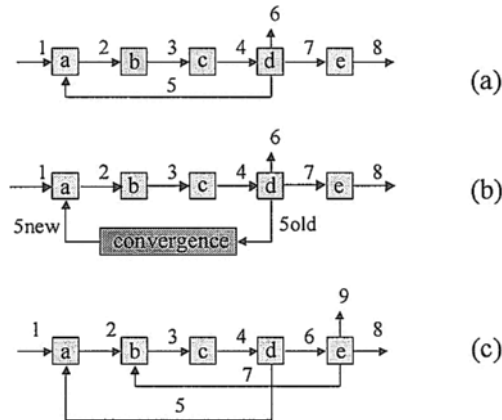 6
1 a 2 b 3 c 4 d 7 e 8
5
(a)
6
1 a 2 b 3 c 4 d 7 e 8
(b)
5new convergence 5old
9
1 a 2 b 3 c 4 d 6 e 8
(c)
7
5